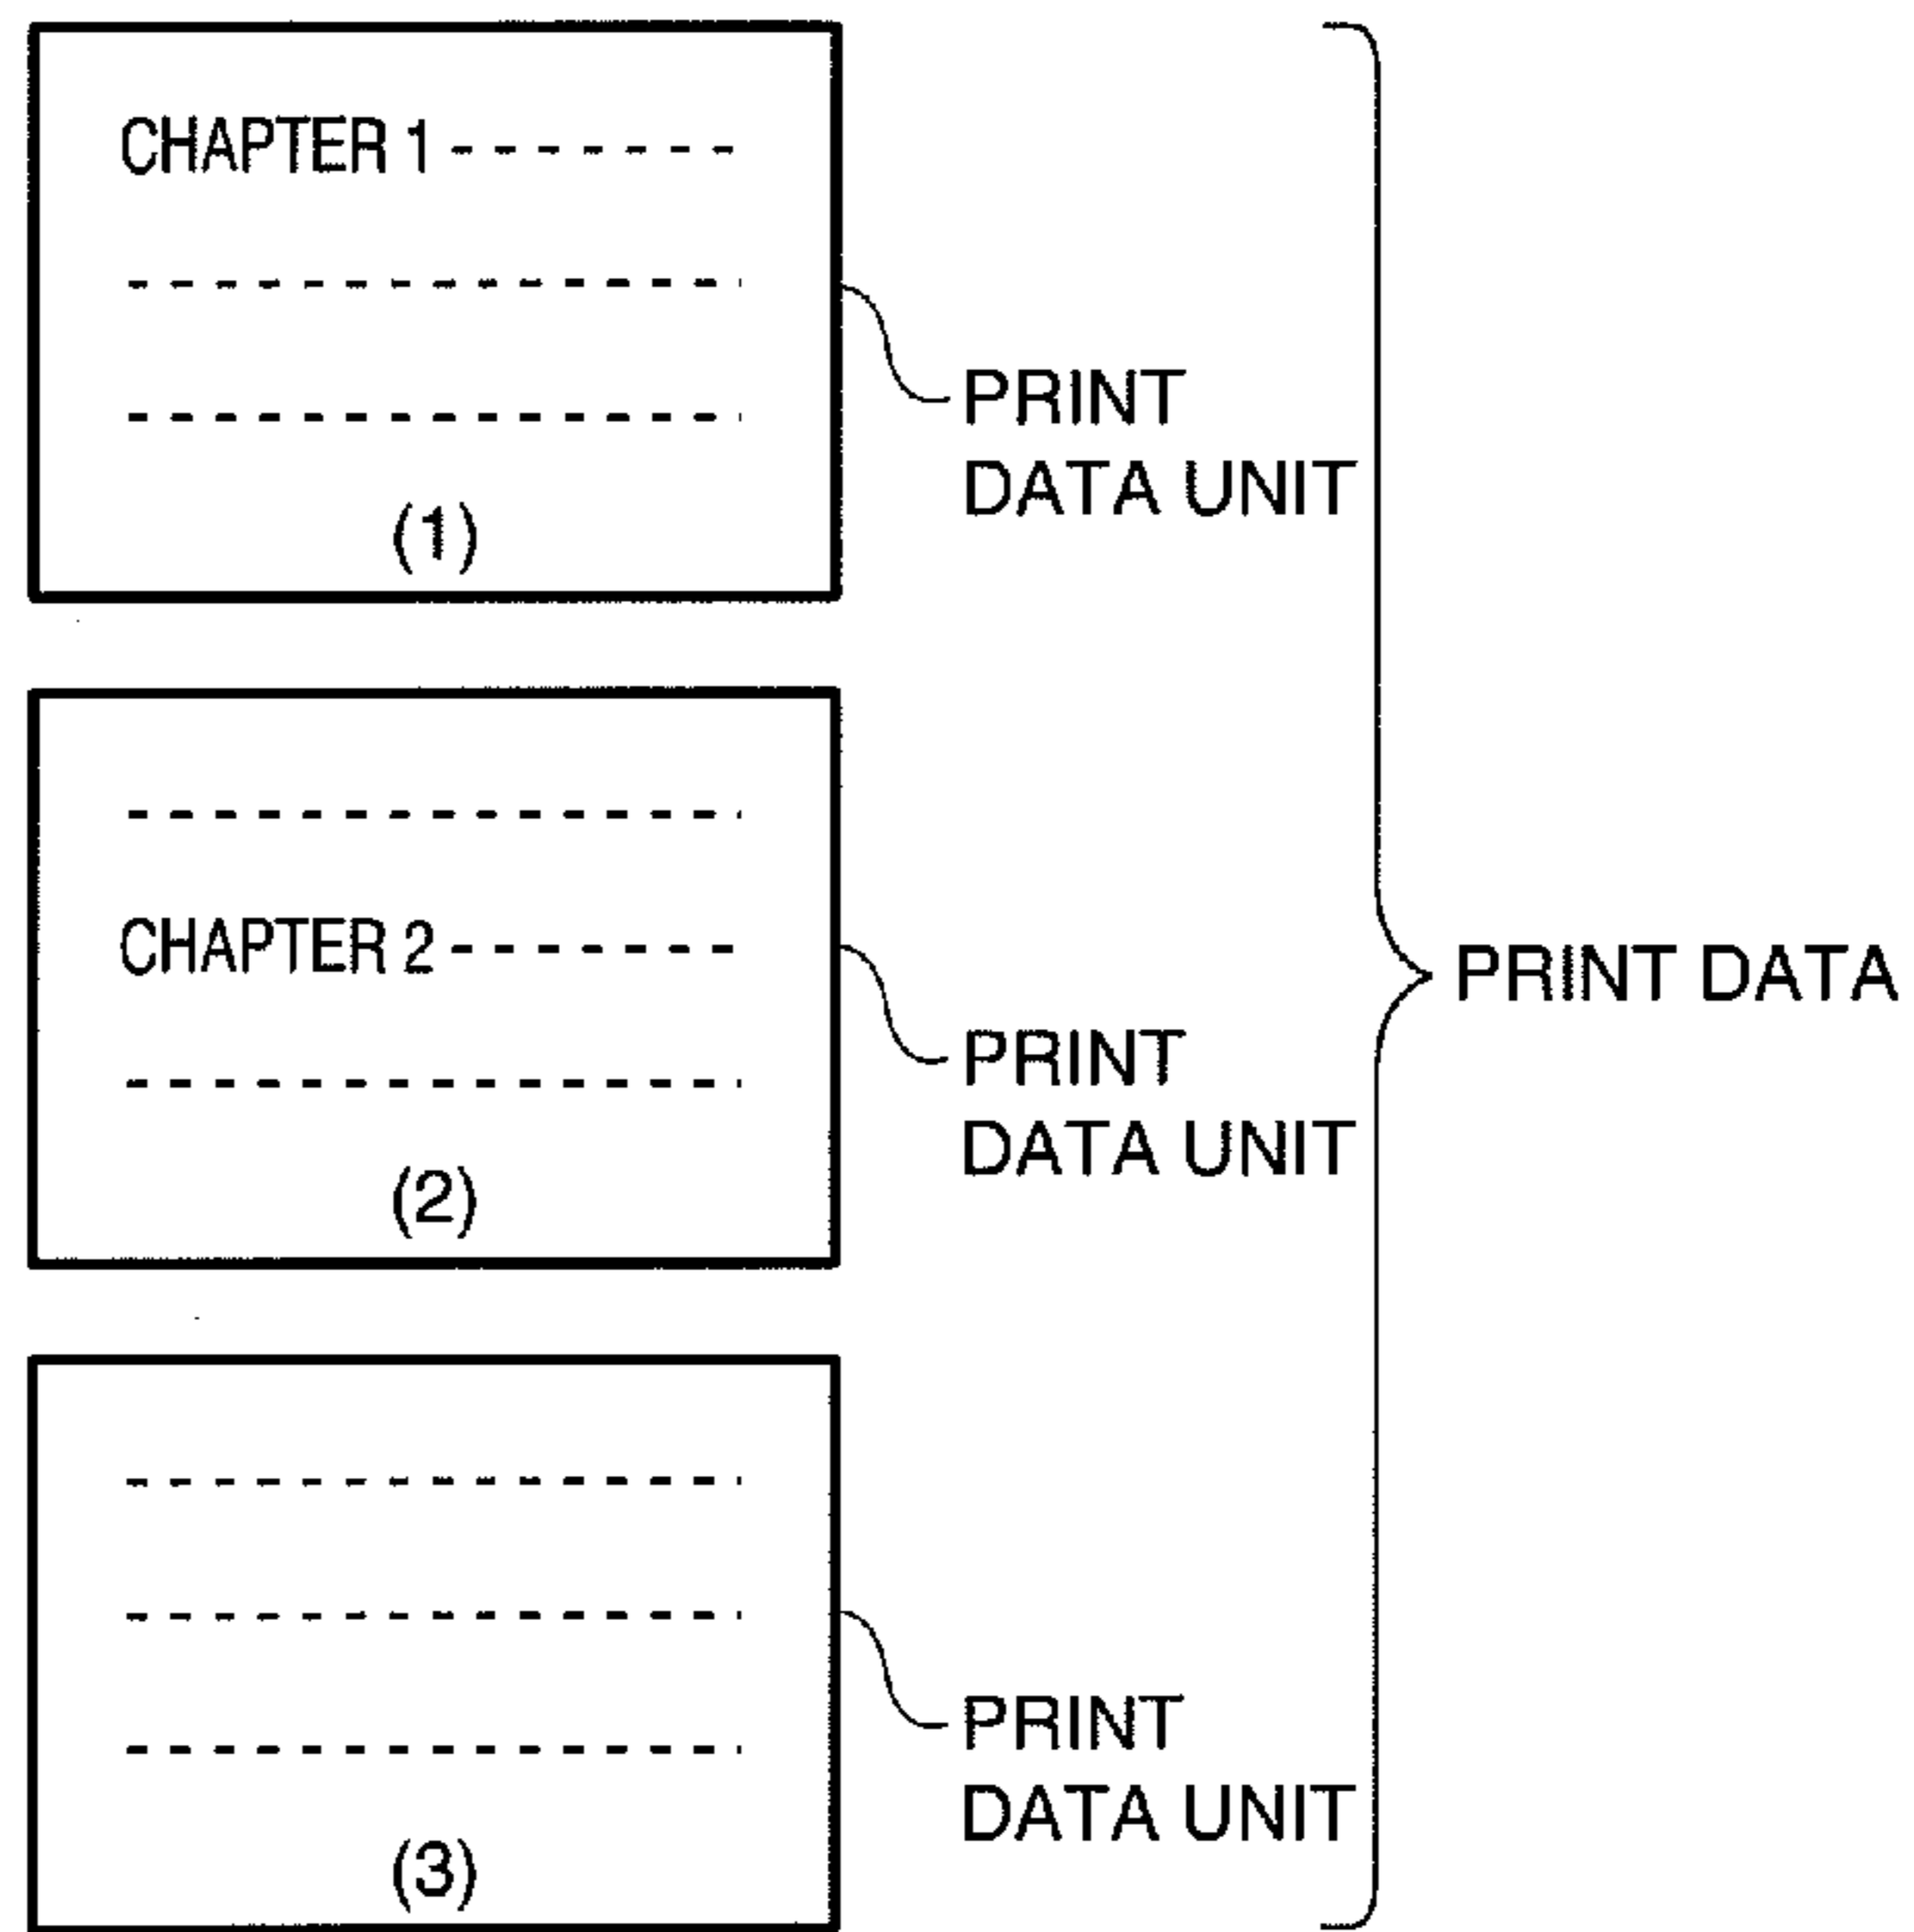 CHAPTER 1
(1)
PRINT
DATA UNIT
CHAPTER 2
(2)
PRINT
DATA UNIT
(3)
PRINT
DATA UNIT
PRINT DATA